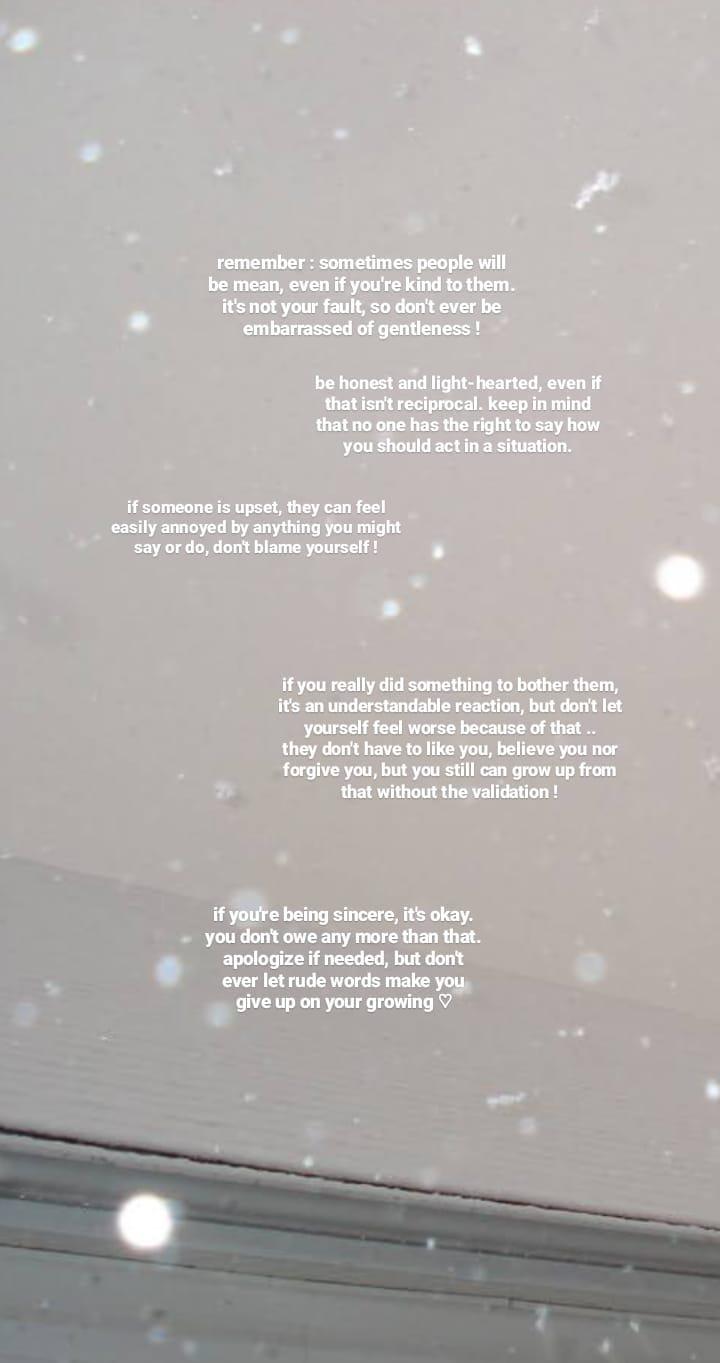 remember : sometimes people will
be mean, even if you're kind to them.
it's not your fault, so don't ever be
embarrassed of gentleness !
be honest and light-hearted, even if
that isn't reciprocal. keep in mind
that no one has the right to say how
you should act in a situation.
if someone is upset, they can feel
easily annoyed by anything you might
say or do, don't blame yourself !
if you really did something to bother them,
it's an understandable reaction, but don't let
yourself feel worse because of that ..
they don't have to like you, believe you nor
forgive you, but you still can grow up from
that without the validation !
if you're being sincere, it's okay.
you don't owe any more than that.
apologize if needed, but don't
ever let rude words make you
give up on your growing ♡